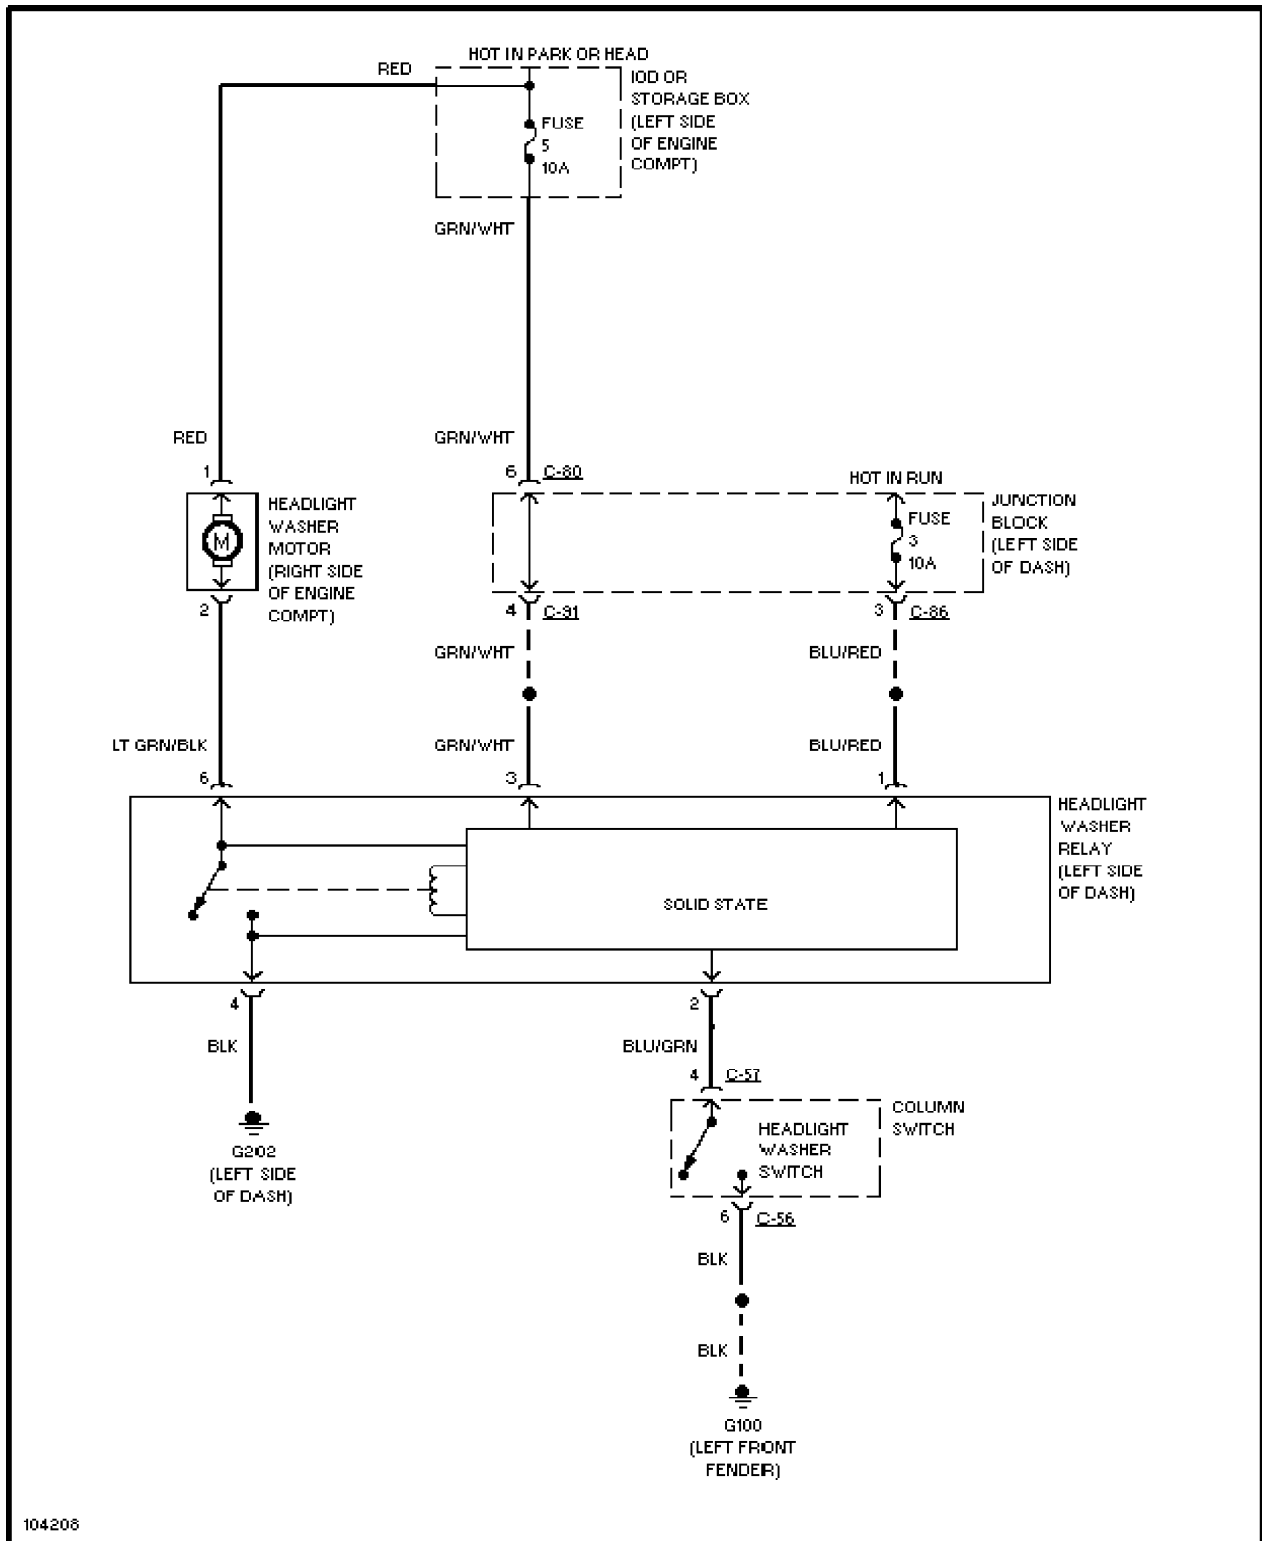 HOT IN PARK OR HEAD
RED
IOD OR
STORAGE BOX
(LEFT SIDE
OF ENGINE
COMPT)
FUSE
5
10A
GRN/WHT
RED
GRN/WHT
1
6 C-80
HOT IN RUN
HEADLIGHT
WASHER
MOTOR
(RIGHT SIDE
OF ENGINE
COMPT)
M
FUSE
3
10A
JUNCTION
BLOCK
(LEFT SIDE
OF DASH)
2
4 C-91
3 C-86
GRN/WHT
BLU/RED
LT GRN/BLK
GRN/WHT
BLU/RED
6
3
1
HEADLIGHT
WASHER
RELAY
(LEFT SIDE
OF DASH)
SOLID STATE
4
2
BLK
BLU/GRN
4 C-57
G202
(LEFT SIDE
OF DASH)
HEADLIGHT
WASHER
SWITCH
COLUMN
SWITCH
6 C-56
BLK
BLK
G100
(LEFT FRONT
FENDER)
104208